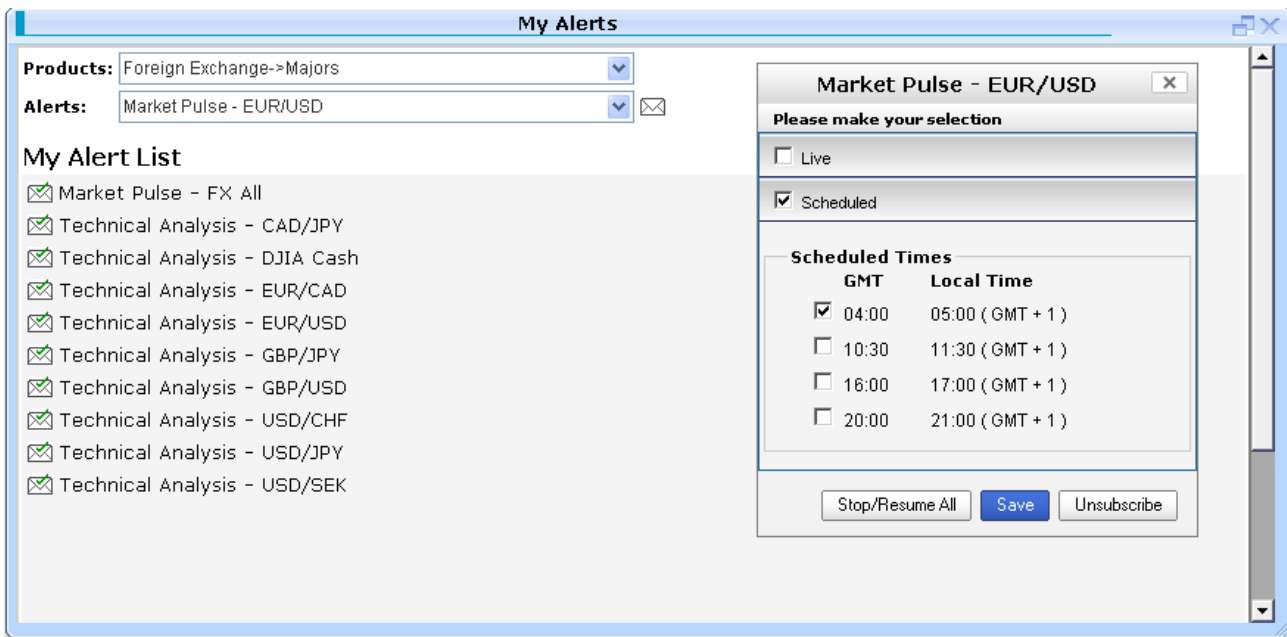 My Alerts
Products: Foreign Exchange->Majors
Alerts: Market Pulse - EUR/USD
My Alert List
Market Pulse - FX All
Technical Analysis - CAD/JPY
Technical Analysis - DJIA Cash
Technical Analysis - EUR/CAD
Technical Analysis - EUR/USD
Technical Analysis - GBP/JPY
Technical Analysis - GBP/USD
Technical Analysis - USD/CHF
Technical Analysis - USD/JPY
Technical Analysis - USD/SEK
Market Pulse - EUR/USD
Please make your selection
Live
Scheduled
Scheduled Times
GMT Local Time
04:00 05:00 ( GMT + 1 )
10:30 11:30 ( GMT + 1 )
16:00 17:00 ( GMT + 1 )
20:00 21:00 ( GMT + 1 )
Stop/Resume All Save Unsubscribe